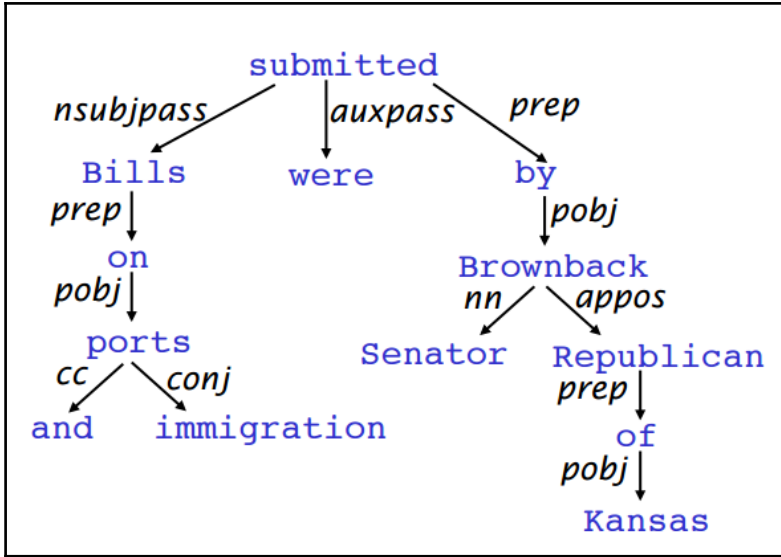 submitted
nsubjpass auxpass prep
Bills were by
prep pobj
on Brownback
pobj nn appos
ports Senator Republican
cc conj prep
and immigration of
pobj
Kansas